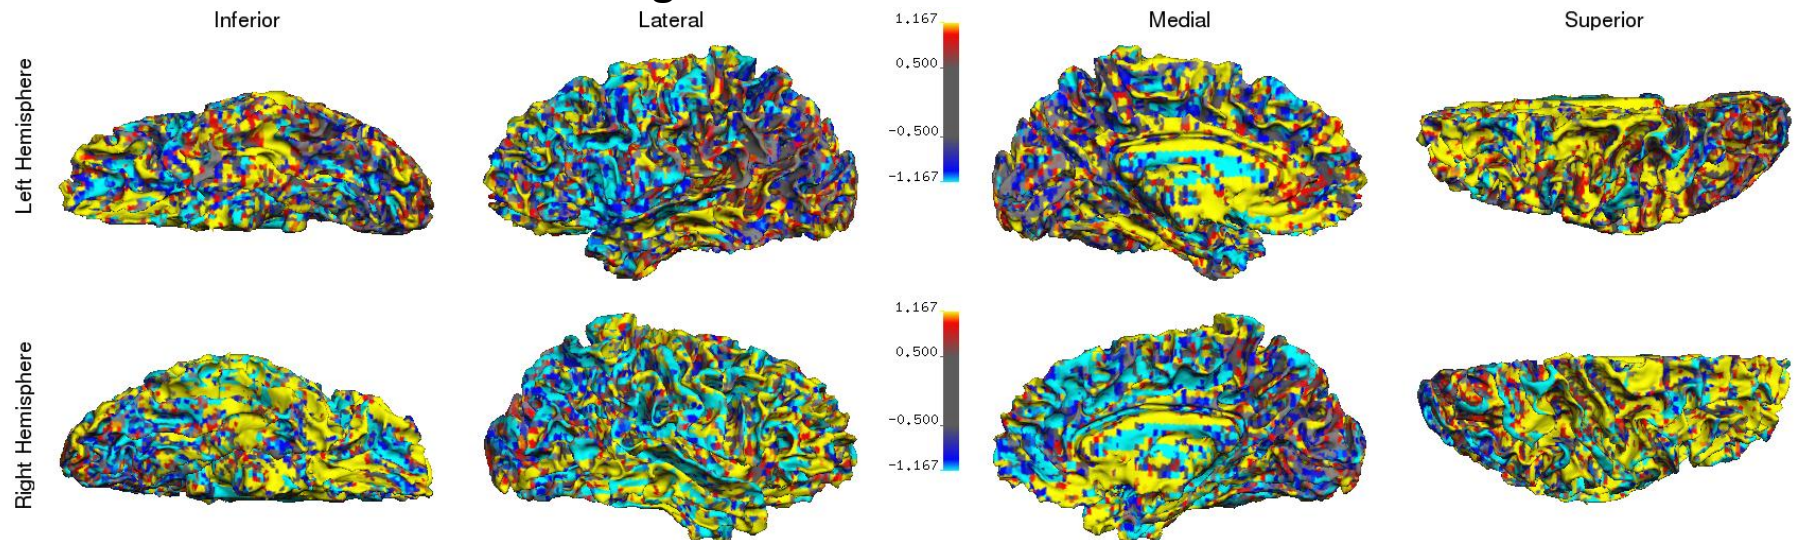 Inferior
Lateral
Medial
Superior
Left Hemisphere
1.167
0.500
-0.500
-1.167
Right Hemisphere
1.167
0.500
-0.500
-1.167